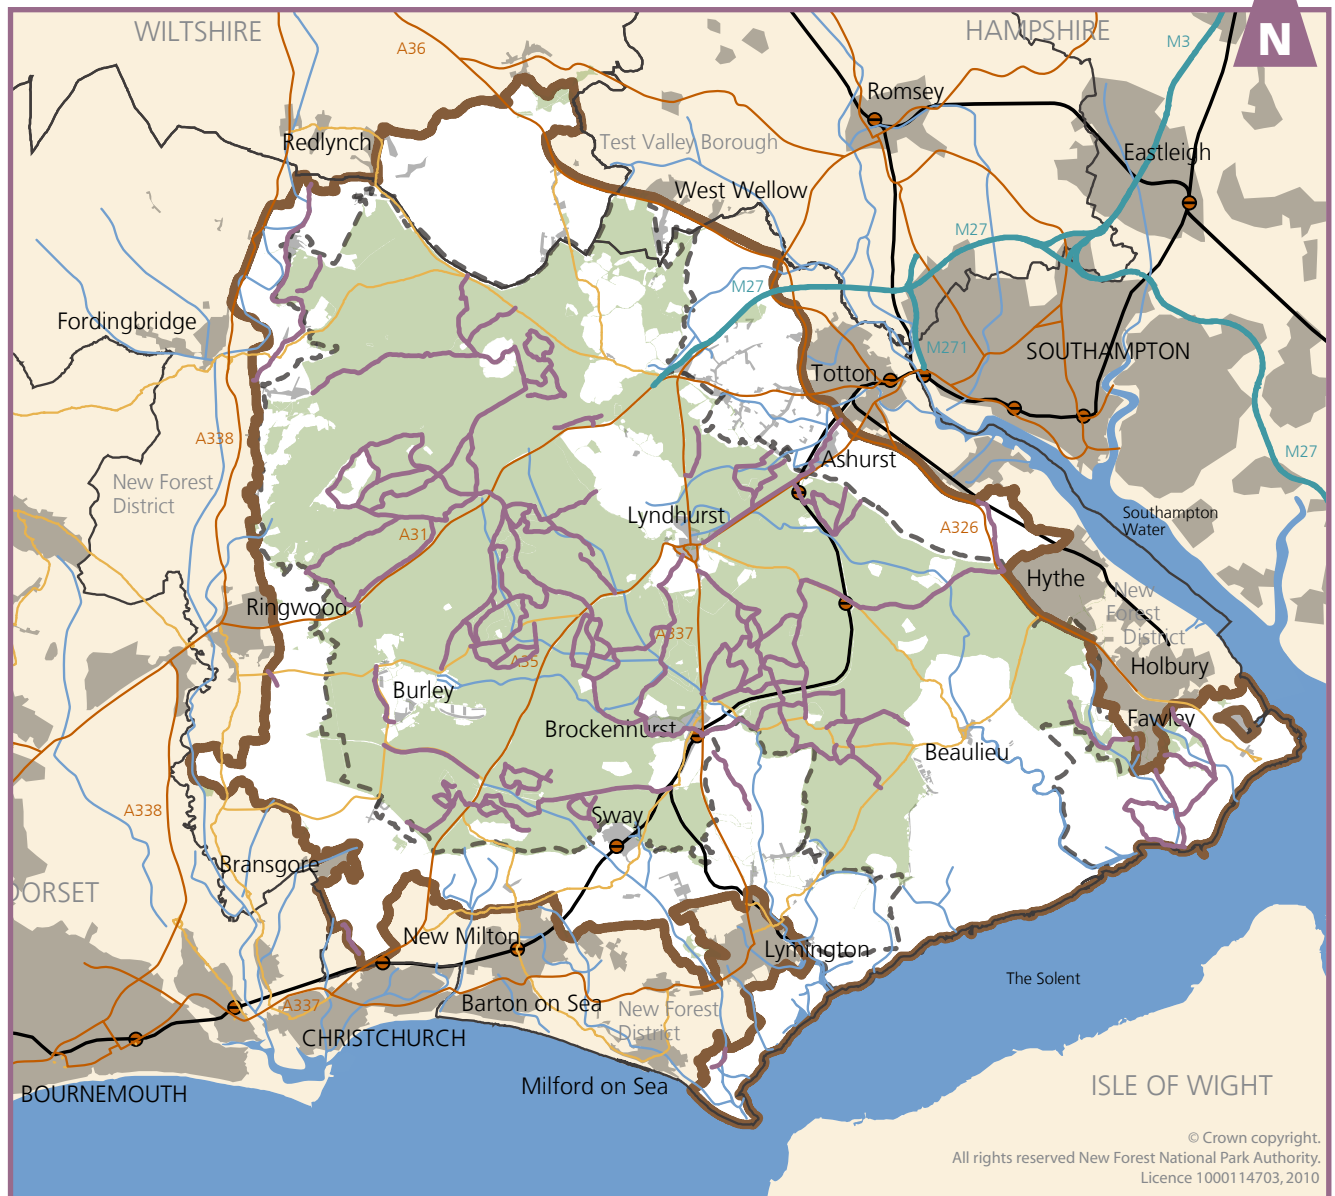 WILTSHIRE
HAMPSHIRE
N
A36
M3
Romsey
Redlynch
Test Valley Borough
Eastleigh
West Wellow
M27
M27
Fordingbridge
M271
SOUTHAMPTON
Totton
A338
M27
Ashurst
New Forest
District
Lyndhurst
Southampton
Water
A31
A326
Hythe
New
Forest
District
Ringwood
A337
A35
Holbury
Burley
Fawley
Brockenhurst
Beaulieu
A338
Sway
Bransgore
DORSET
New Milton
Lymington
The Solent
A337
Barton on Sea
New Forest
District
CHRISTCHURCH
Milford on Sea
BOURNEMOUTH
ISLE OF WIGHT
© Crown copyright.
All rights reserved New Forest National Park Authority.
Licence 1000114703, 2010